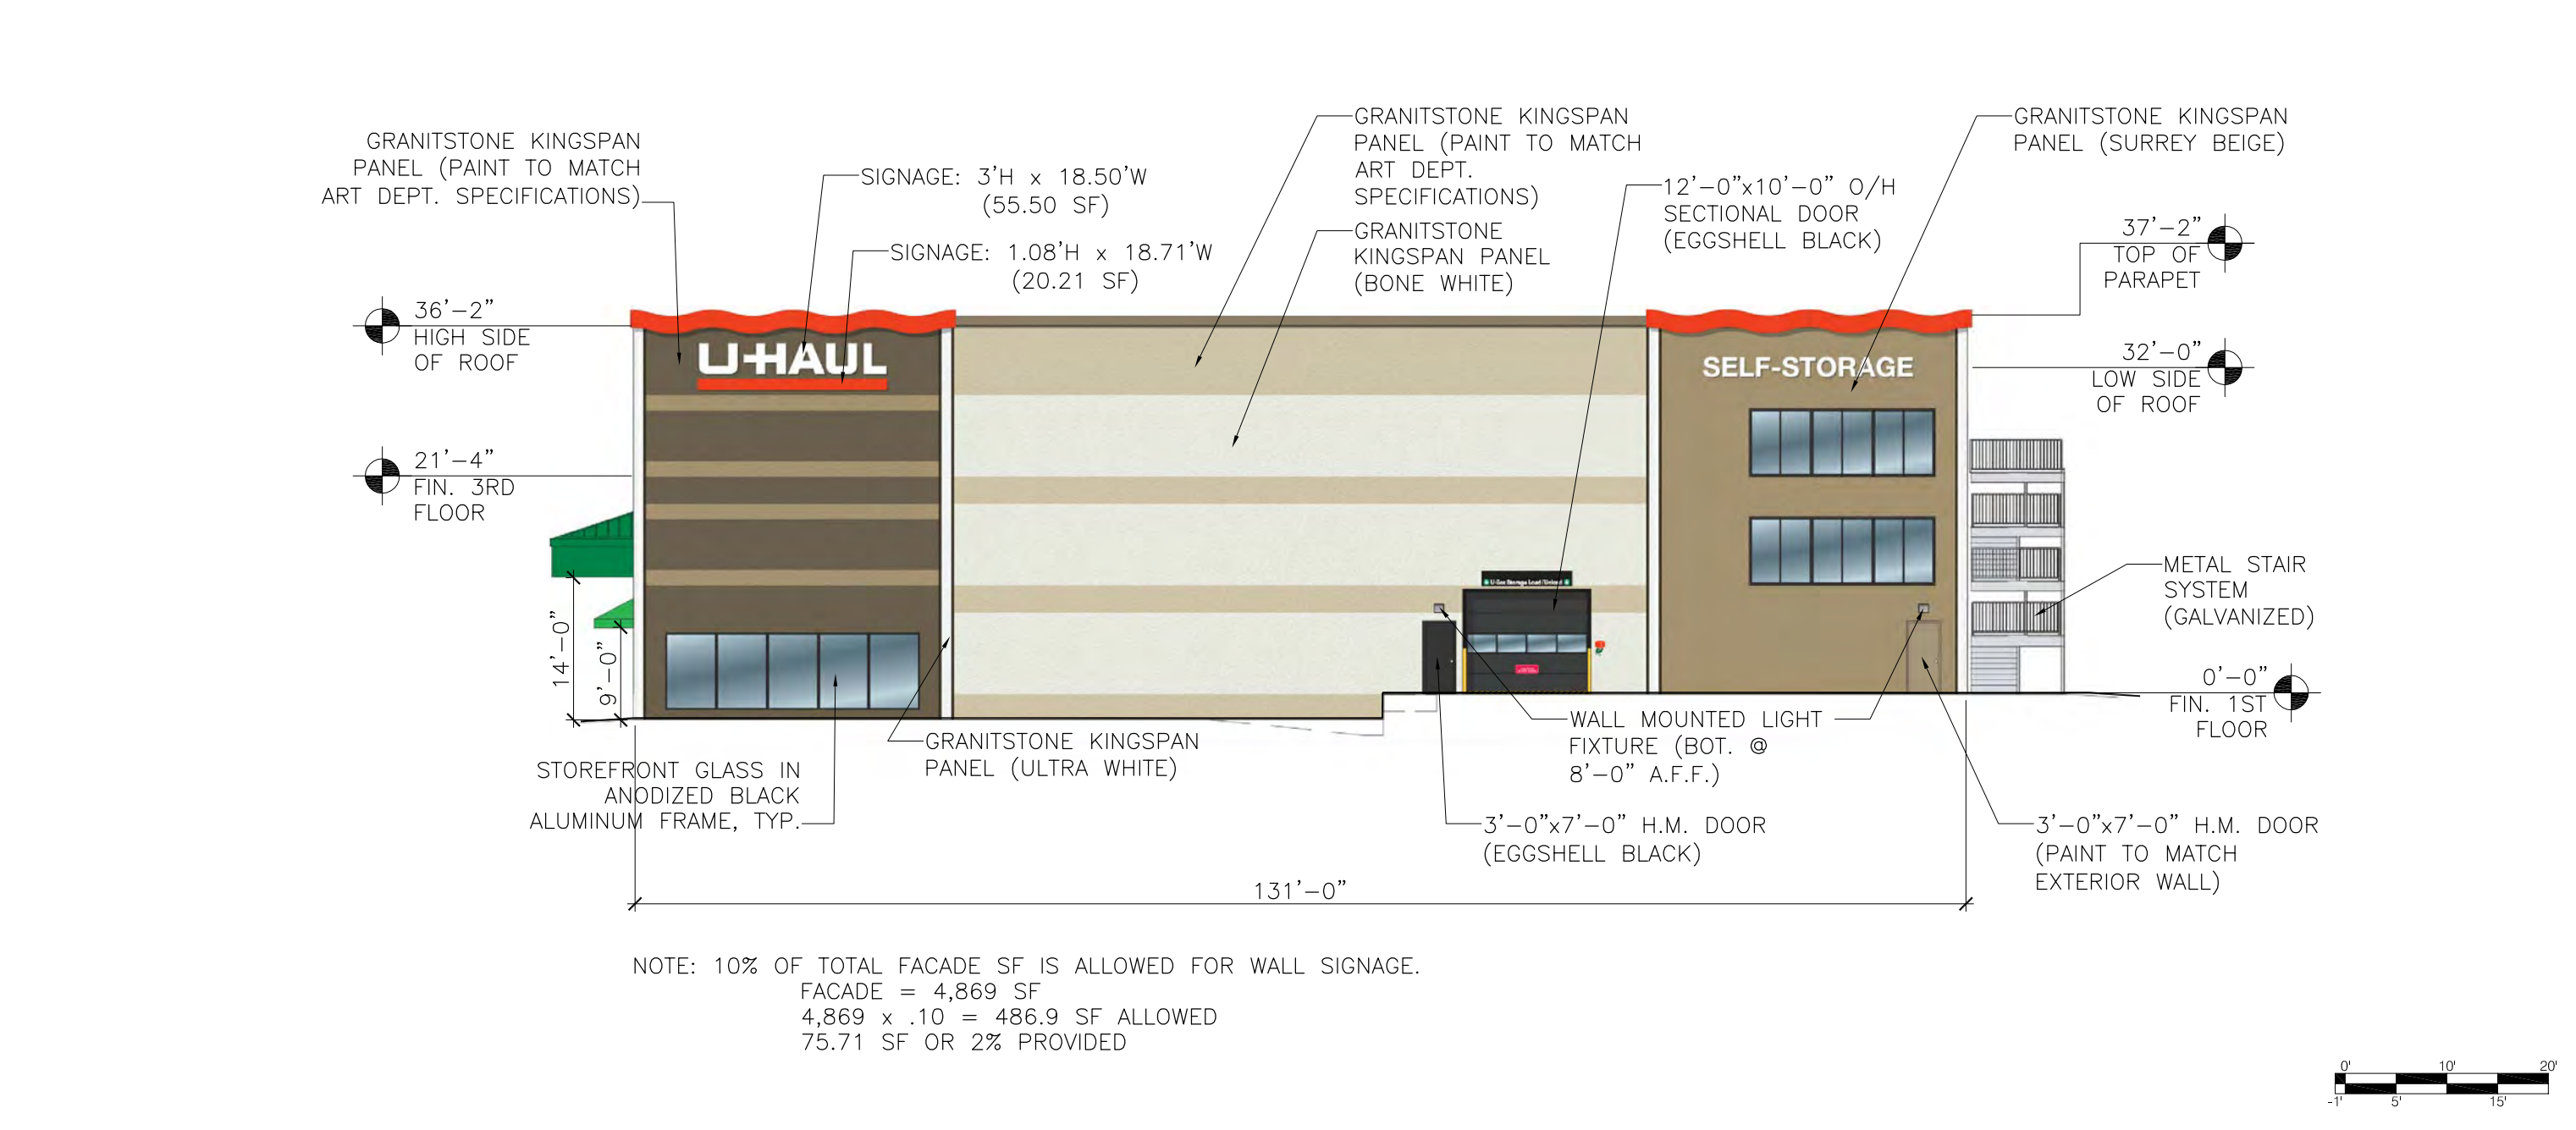 GRANITSTONE KINGSPAN
PANEL (PAINT TO MATCH
ART DEPT. SPECIFICATIONS)
SIGNAGE: 3'H x 18.50'W
(55.50 SF)
SIGNAGE: 1.08'H x 18.71'W
(20.21 SF)
GRANITSTONE KINGSPAN
PANEL (PAINT TO MATCH
ART DEPT.
SPECIFICATIONS)
GRANITSTONE
KINGSPAN PANEL
(BONE WHITE)
12'-0"x10'-0" O/H
SECTIONAL DOOR
(EGGSHELL BLACK)
GRANITSTONE KINGSPAN
PANEL (SURREY BEIGE)
37'-2"
TOP OF
PARAPET
36'-2"
HIGH SIDE
OF ROOF
32'-0"
LOW SIDE
OF ROOF
U-HAUL
SELF-STORAGE
21'-4"
FIN. 3RD
FLOOR
14'-0"
9'-0"
U-Box Storage Load/Unload
METAL STAIR
SYSTEM
(GALVANIZED)
0'-0"
FIN. 1ST
FLOOR
GRANITSTONE KINGSPAN
PANEL (ULTRA WHITE)
STOREFRONT GLASS IN
ANODIZED BLACK
ALUMINUM FRAME, TYP.
WALL MOUNTED LIGHT
FIXTURE (BOT. @
8'-0" A.F.F.)
3'-0"x7'-0" H.M. DOOR
(EGGSHELL BLACK)
3'-0"x7'-0" H.M. DOOR
(PAINT TO MATCH
EXTERIOR WALL)
131'-0"
NOTE: 10% OF TOTAL FACADE SF IS ALLOWED FOR WALL SIGNAGE.
FACADE = 4,869 SF
4,869 x .10 = 486.9 SF ALLOWED
75.71 SF OR 2% PROVIDED
0' 10' 20'
-1' 5' 15'